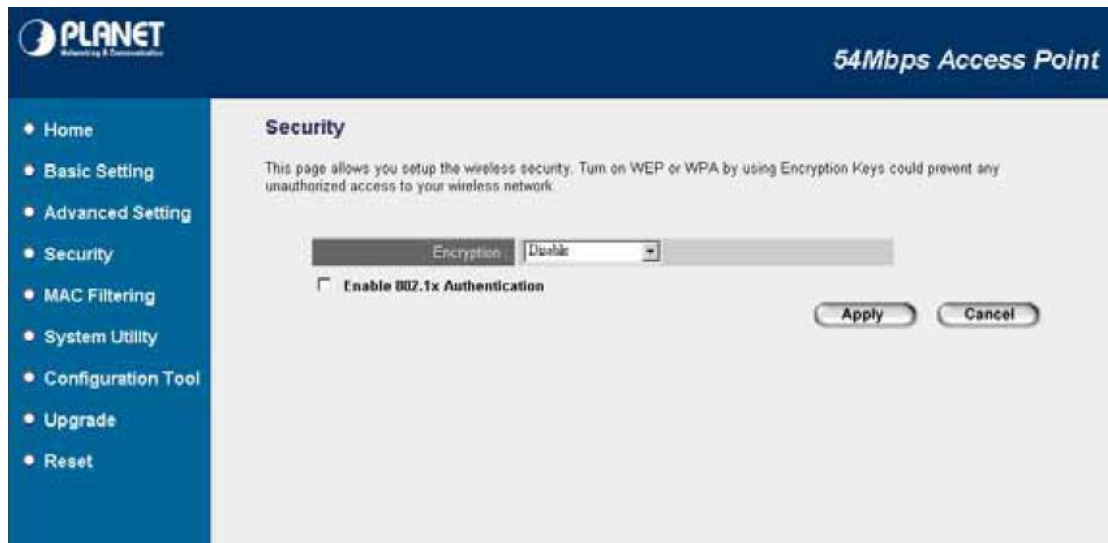 PLANET
Networking & Communication
54Mbps Access Point
Home
Basic Setting
Advanced Setting
Security
MAC Filtering
System Utility
Configuration Tool
Upgrade
Reset
Security
This page allows you setup the wireless security. Turn on WEP or WPA by using Encryption Keys could prevent any
unauthorized access to your wireless network.
Encryption : Disable
Enable 802.1x Authentication
Apply Cancel